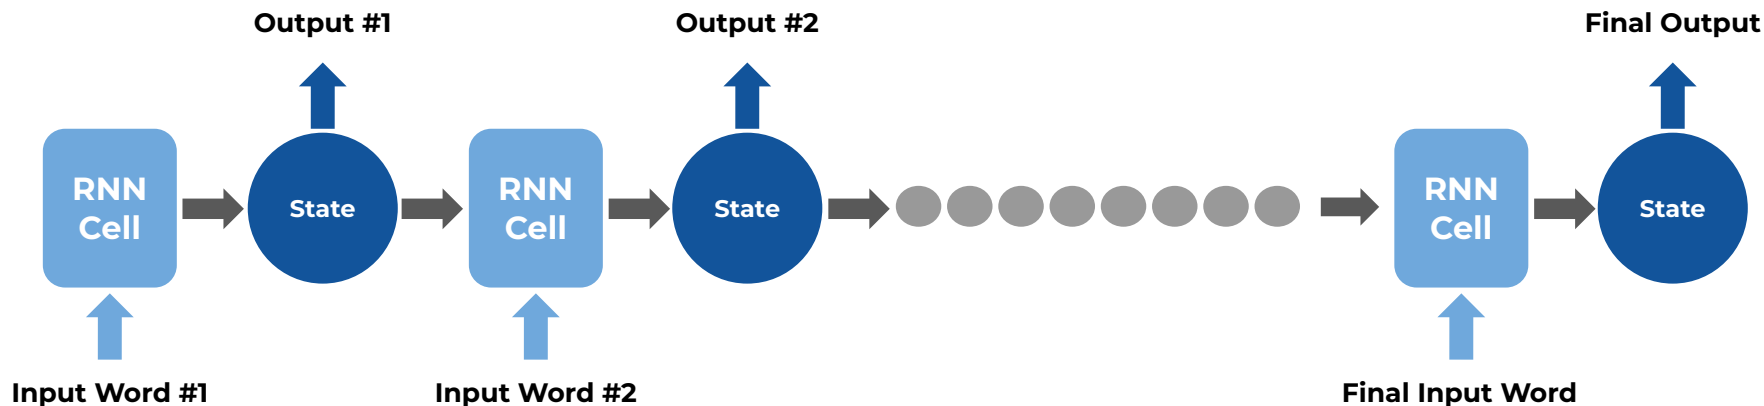 Output #1
Output #2
Final Output
RNN
Cell
State
RNN
Cell
State
RNN
Cell
State
Input Word #1
Input Word #2
Final Input Word